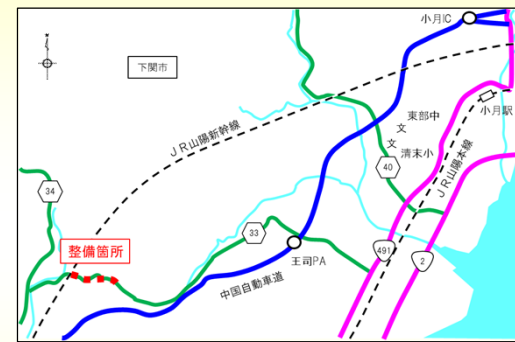 小月IC
下関市
小月駅
東部中
文
文
清末小
JR山陽新幹線
JR山陽本線
40
34
33
整備箇所
王司PA
491
2
中国自動車道